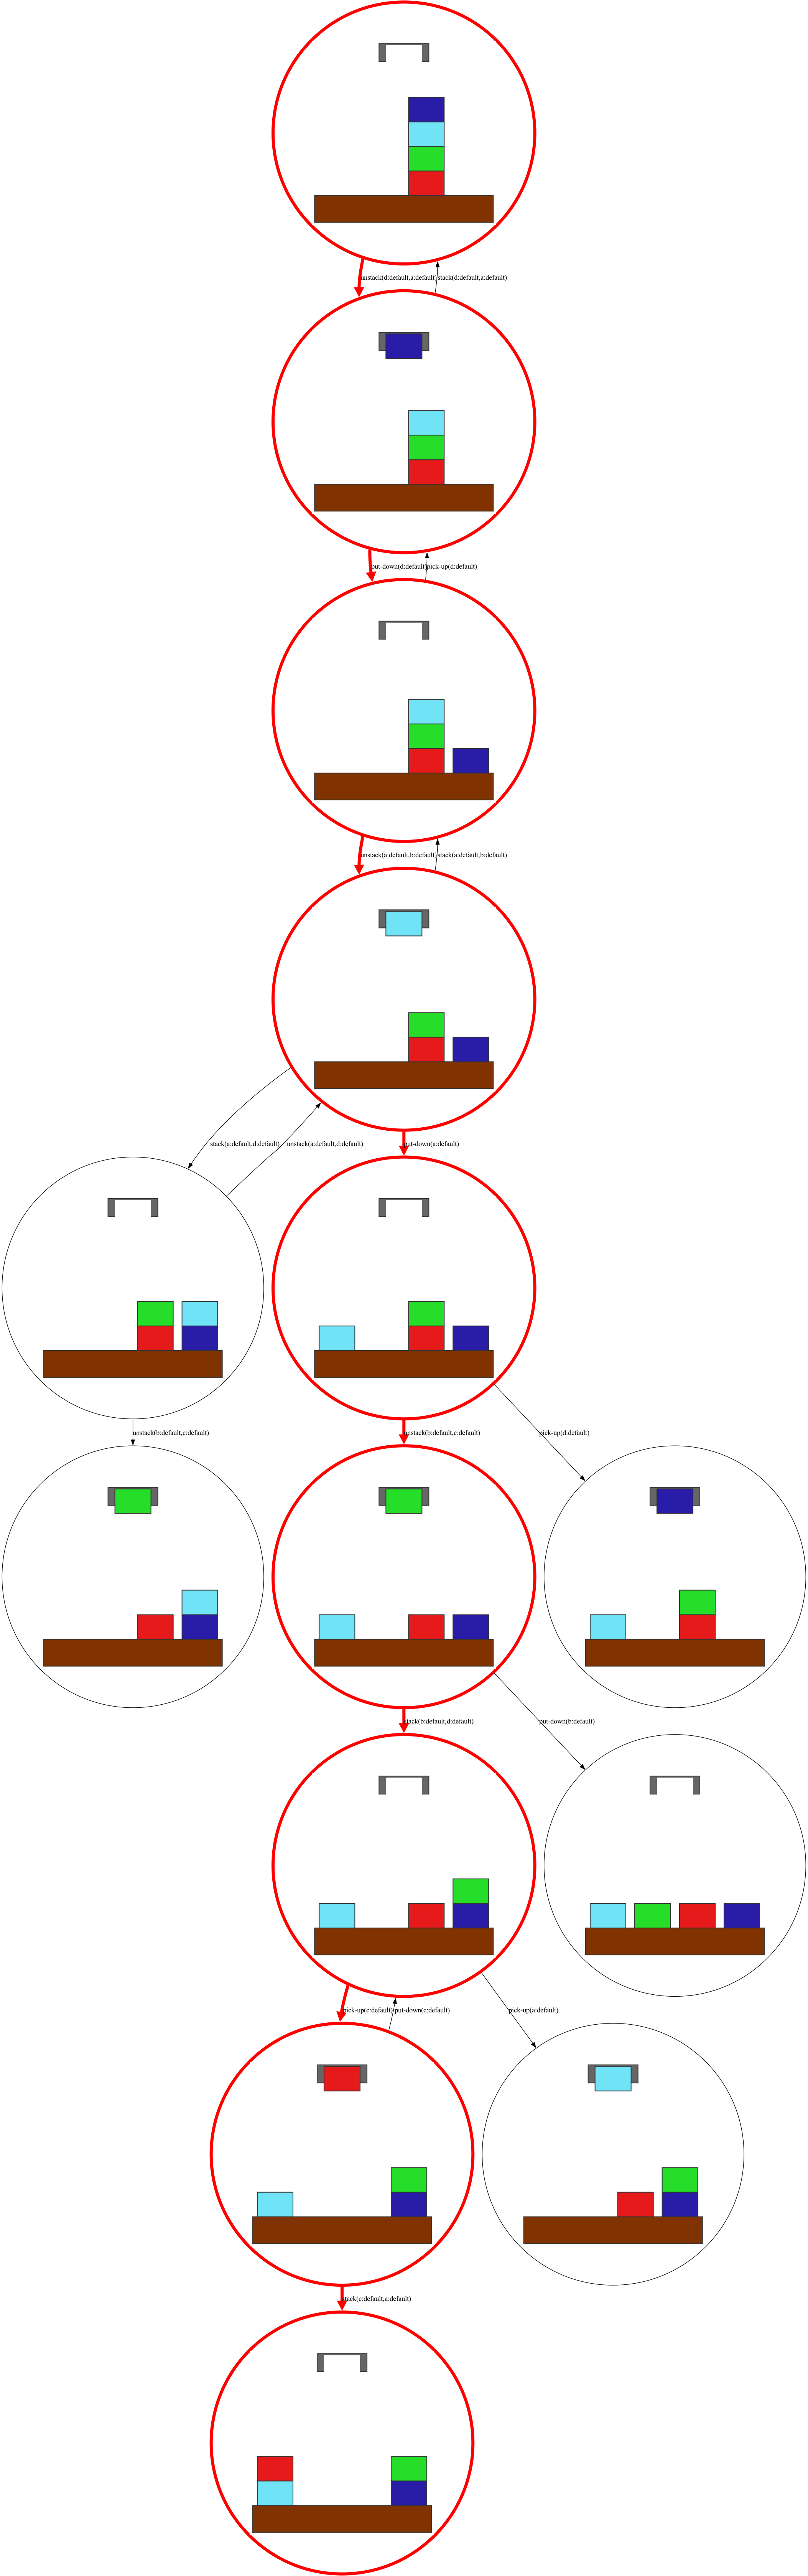 unstack(d:default,a:default)
stack(d:default,a:default)
put-down(d:default)
pick-up(d:default)
unstack(a:default,b:default)
stack(a:default,b:default)
stack(a:default,d:default)
unstack(a:default,d:default)
put-down(a:default)
unstack(b:default,c:default)
unstack(b:default,c:default)
pick-up(d:default)
stack(b:default,d:default)
put-down(b:default)
pick-up(c:default)
put-down(c:default)
pick-up(a:default)
stack(c:default,a:default)